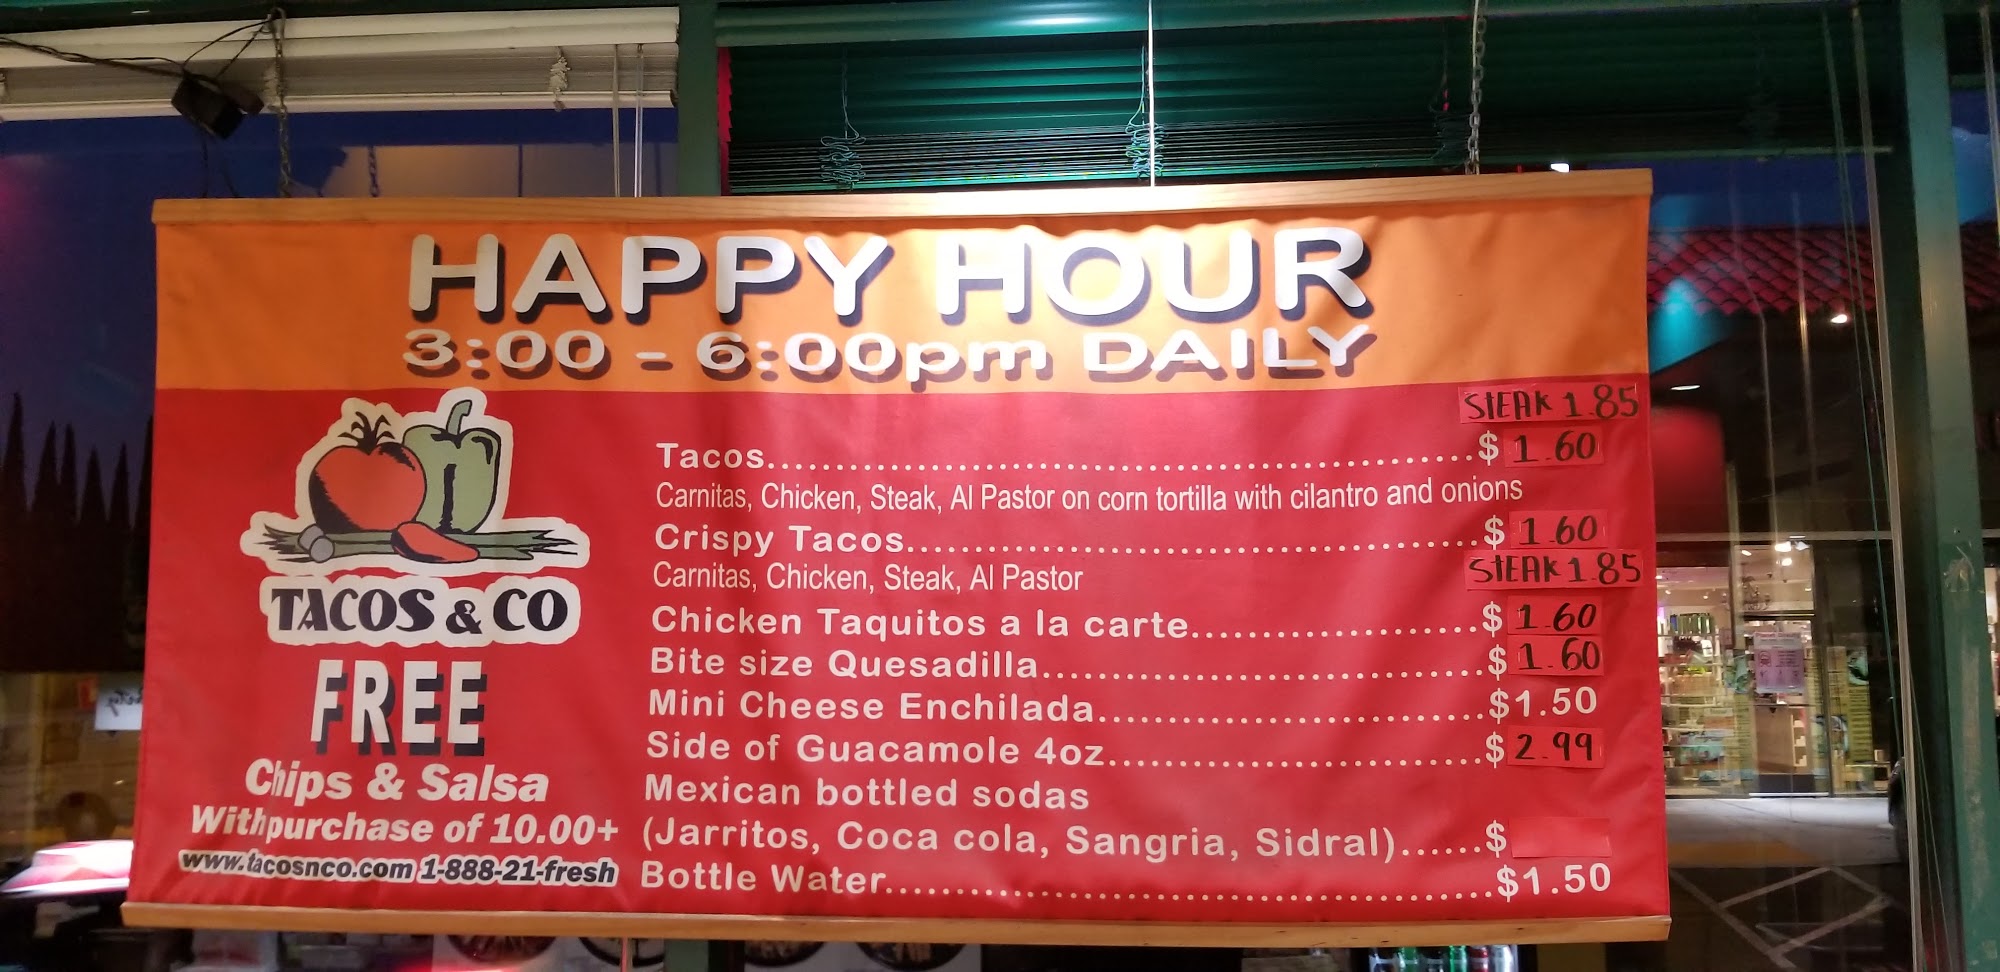 HAPPY HOUR
3:00 - 6:00pm DAILY
TACOS & CO
FREE
Chips & Salsa
With purchase of 10.00+
www.tacosnco.com 1-888-21-fresh
STEAK 1.85
Tacos........................................................$ 1.60
Carnitas, Chicken, Steak, Al Pastor on corn tortilla with cilantro and onions
Crispy Tacos..............................................$ 1.60
STEAK 1.85
Carnitas, Chicken, Steak, Al Pastor
Chicken Taquitos a la carte.......................$ 1.60
Bite size Quesadilla....................................$ 1.60
Mini Cheese Enchilada...............................$1.50
Side of Guacamole 4oz..............................$ 2.99
Mexican bottled sodas
(Jarritos, Coca cola, Sangria, Sidral)......$
Bottle Water................................................$1.50